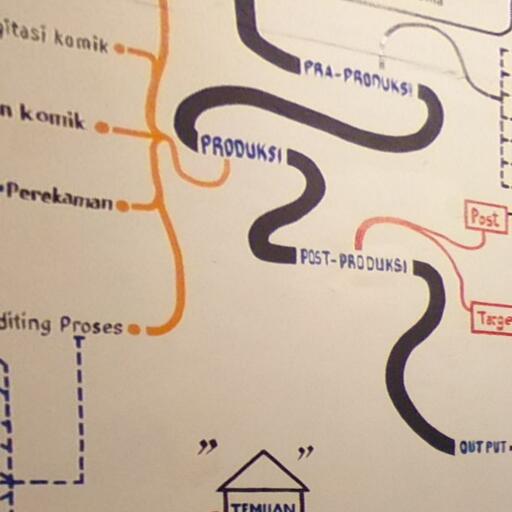 gitasi komik
PRA-PRODUKSI
n komik
PRODUKSI
Perekaman
Post
POST-PRODUKSI
Targe
diting Proses
OUTPUT
” ”
TEMUAN